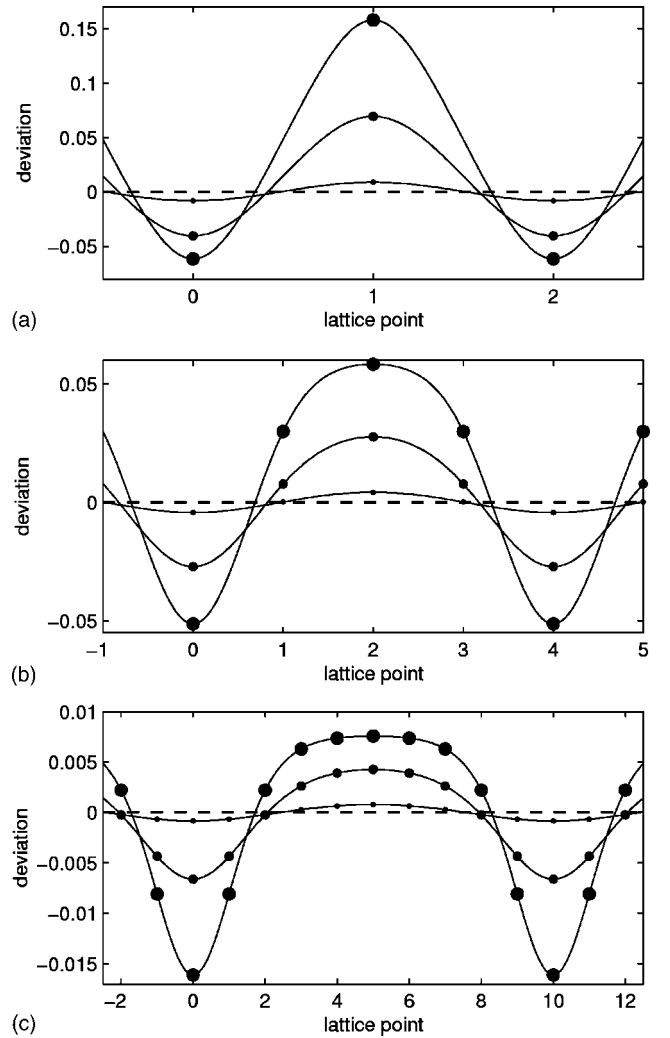 0.15
0.1
0.05
0
−0.05
deviation
0 1 2
(a) lattice point
0.05
0
−0.05
deviation
−1 0 1 2 3 4 5
(b) lattice point
0.01
0.005
0
−0.005
−0.01
−0.015
deviation
−2 0 2 4 6 8 10 12
(c) lattice point